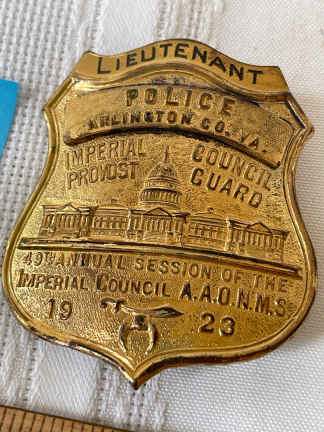 LIEUTENANT
POLICE
ARLINGTON CO. VA.
IMPERIAL COUNCIL
PROVOST GUARD
49TH ANNUAL SESSION OF THE
IMPERIAL COUNCIL A.A.O.N.M.S.
19 23